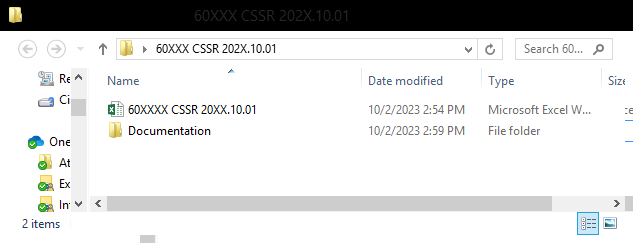 60XXX CSSR 202X.10.01
60XXX CSSR 202X.10.01
Search 60...
Name Date modified Type Size
60XXXX CSSR 20XX.10.01 10/2/2023 2:54 PM Microsoft Excel W...
Documentation 10/2/2023 2:59 PM File folder
Re
Ci
One
At
Ex
In
2 items